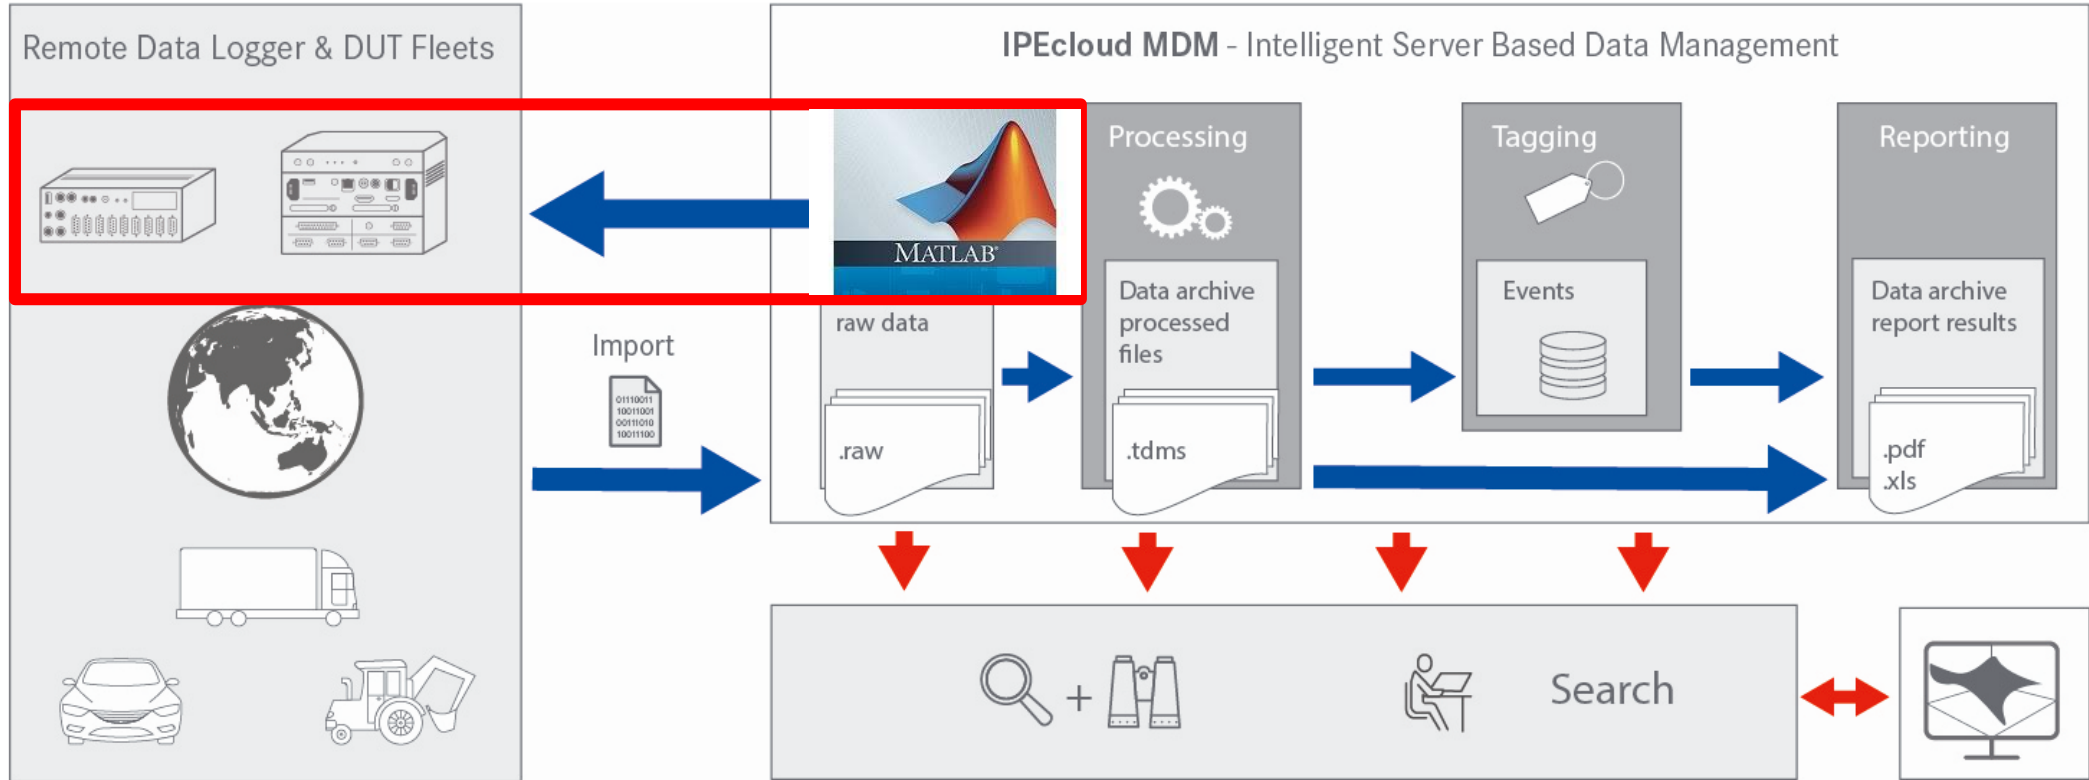 Remote Data Logger & DUT Fleets
IPEcloud MDM - Intelligent Server Based Data Management
MATLAB®
Processing
Tagging
Reporting
raw data
Data archive
processed
files
Events
Data archive
report results
Import
01110011
10011001
00111010
10011100
.raw
.tdms
.pdf
.xls
+
Search